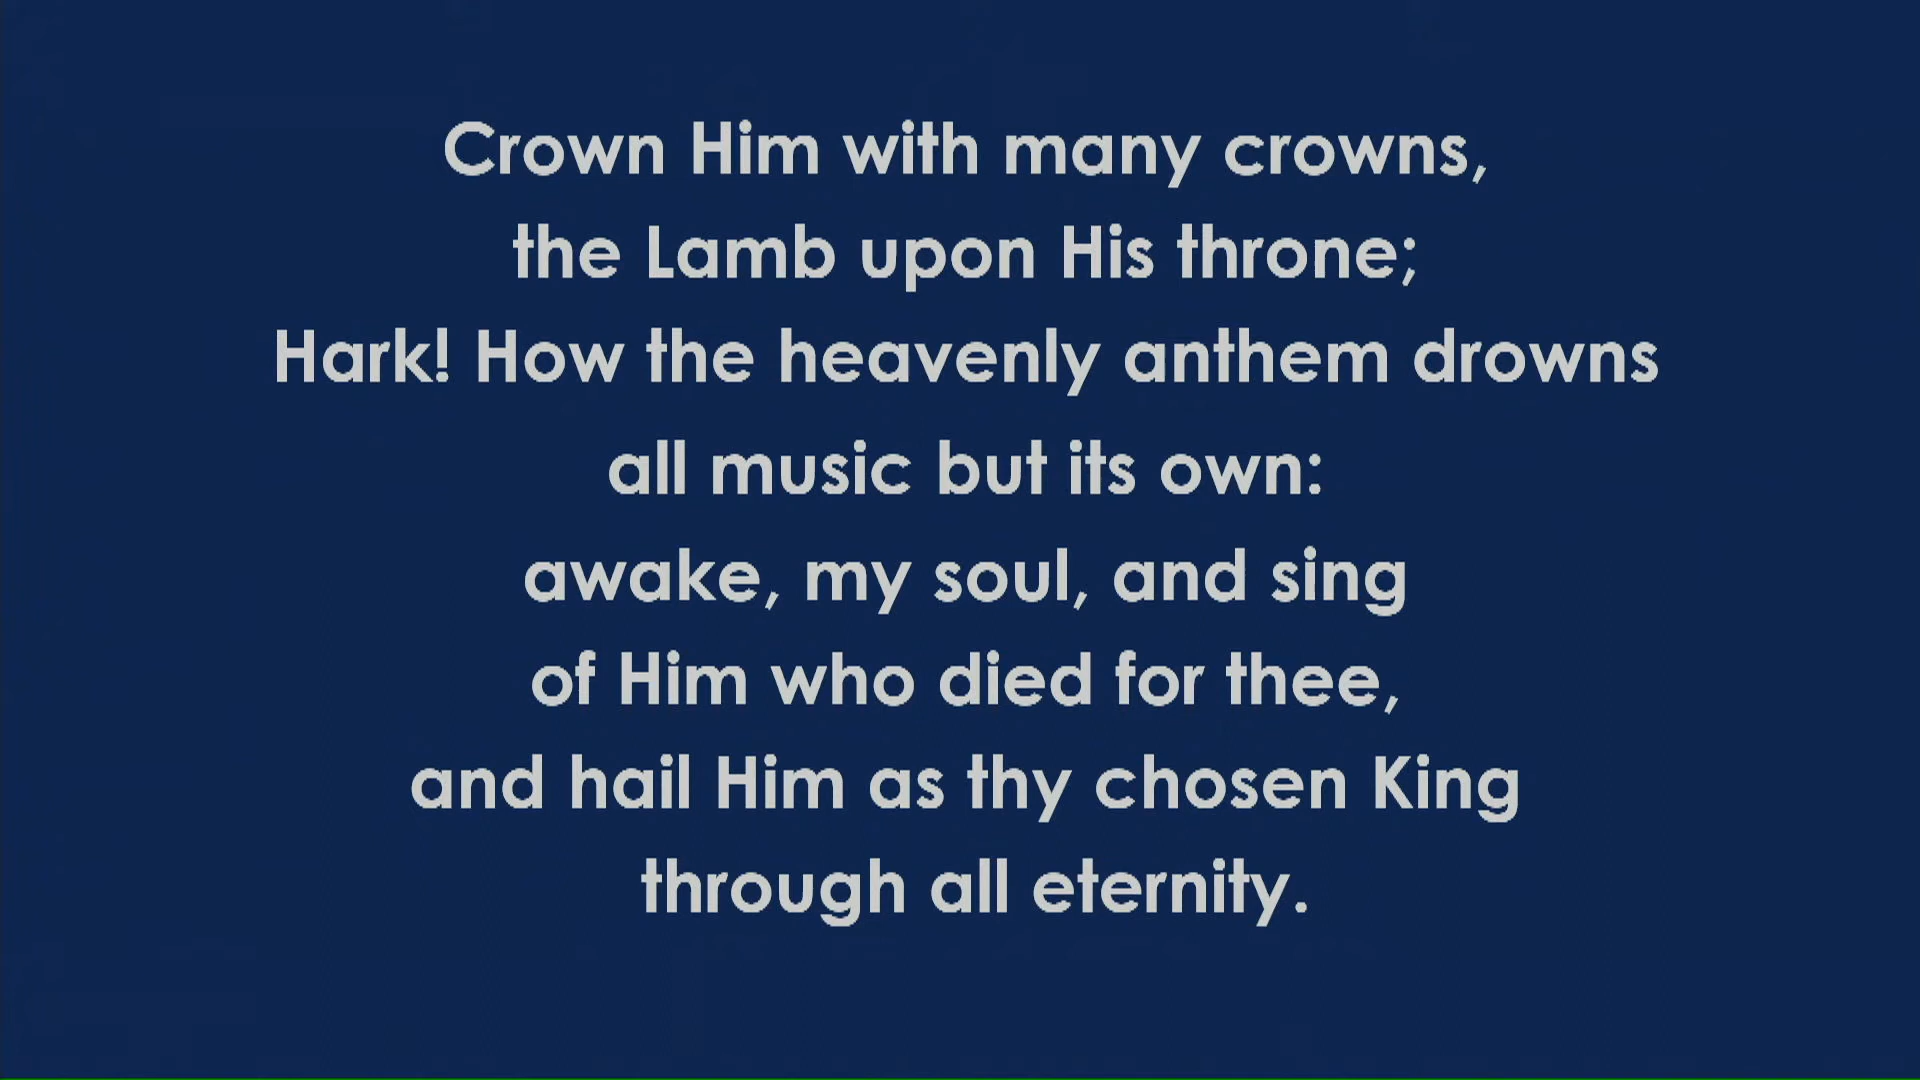 Crown Him with many crowns,
the Lamb upon His throne;
Hark! How the heavenly anthem drowns
all music but its own:
awake, my soul, and sing
of Him who died for thee,
and hail Him as thy chosen King
through all eternity.